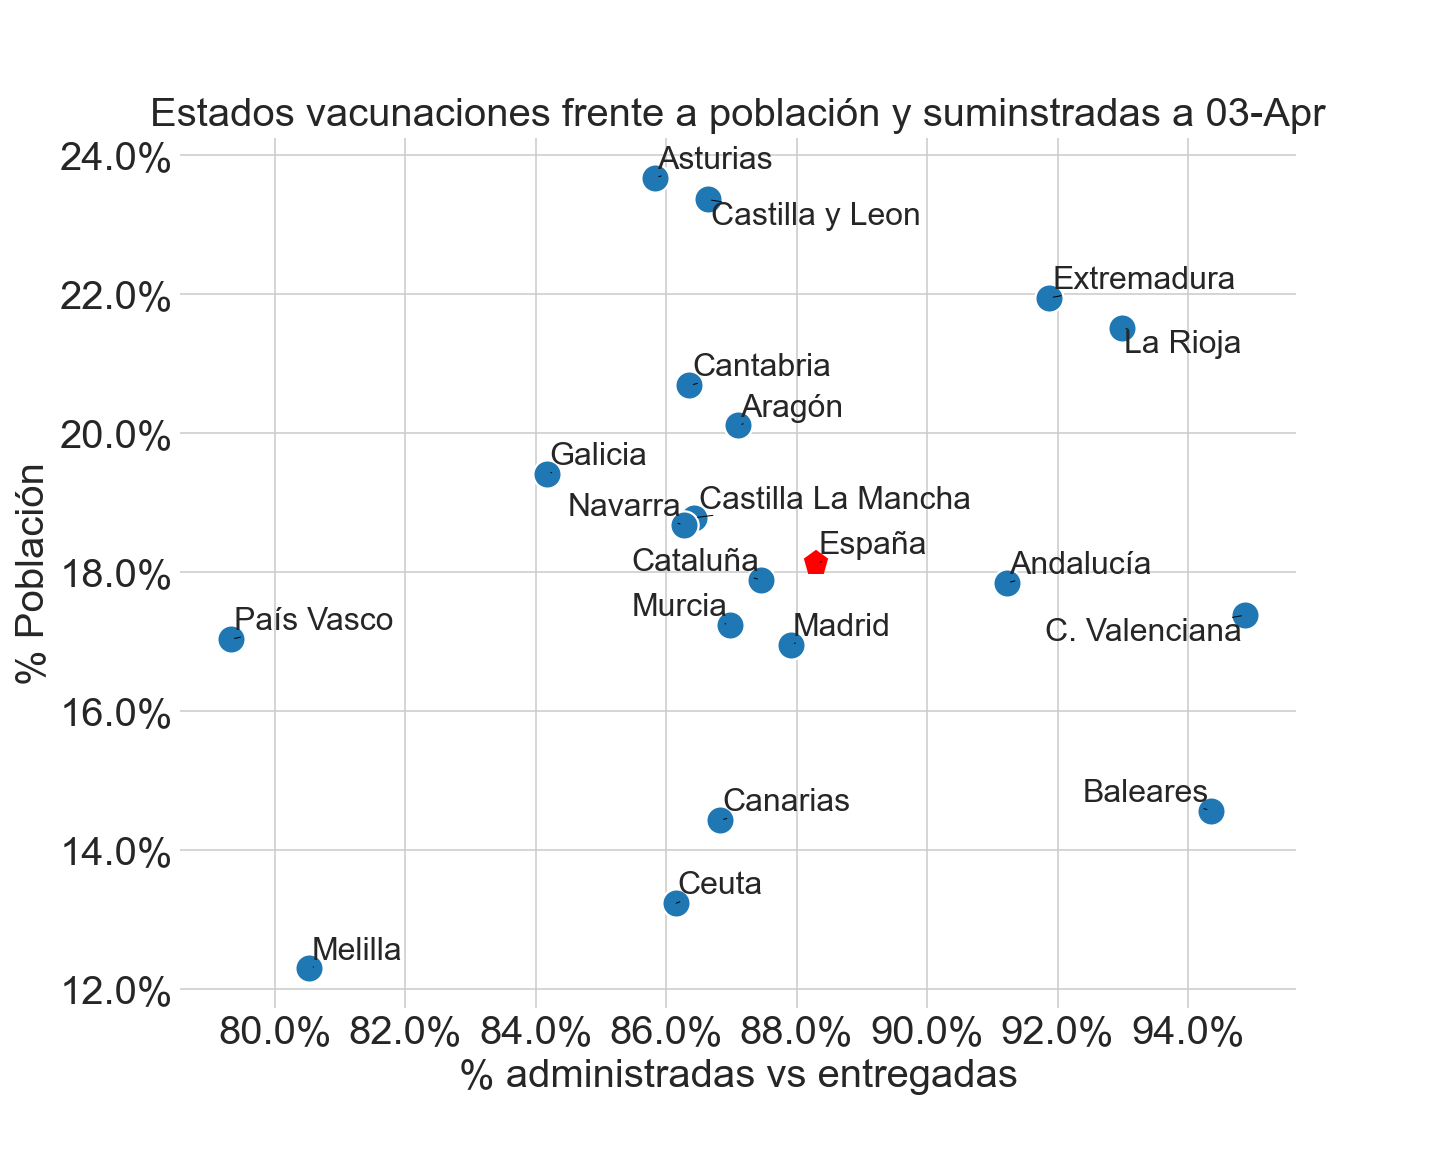 Estados vacunaciones frente a población y suminstradas a 03-Apr
24.0%
22.0%
20.0%
18.0%
16.0%
14.0%
12.0%
% Población
Asturias
Castilla y Leon
Extremadura
La Rioja
Cantabria
Aragón
Galicia
Navarra
Castilla La Mancha
España
Cataluña
Andalucía
Murcia
Madrid
País Vasco
C. Valenciana
Baleares
Canarias
Ceuta
Melilla
80.0% 82.0% 84.0% 86.0% 88.0% 90.0% 92.0% 94.0%
% administradas vs entregadas